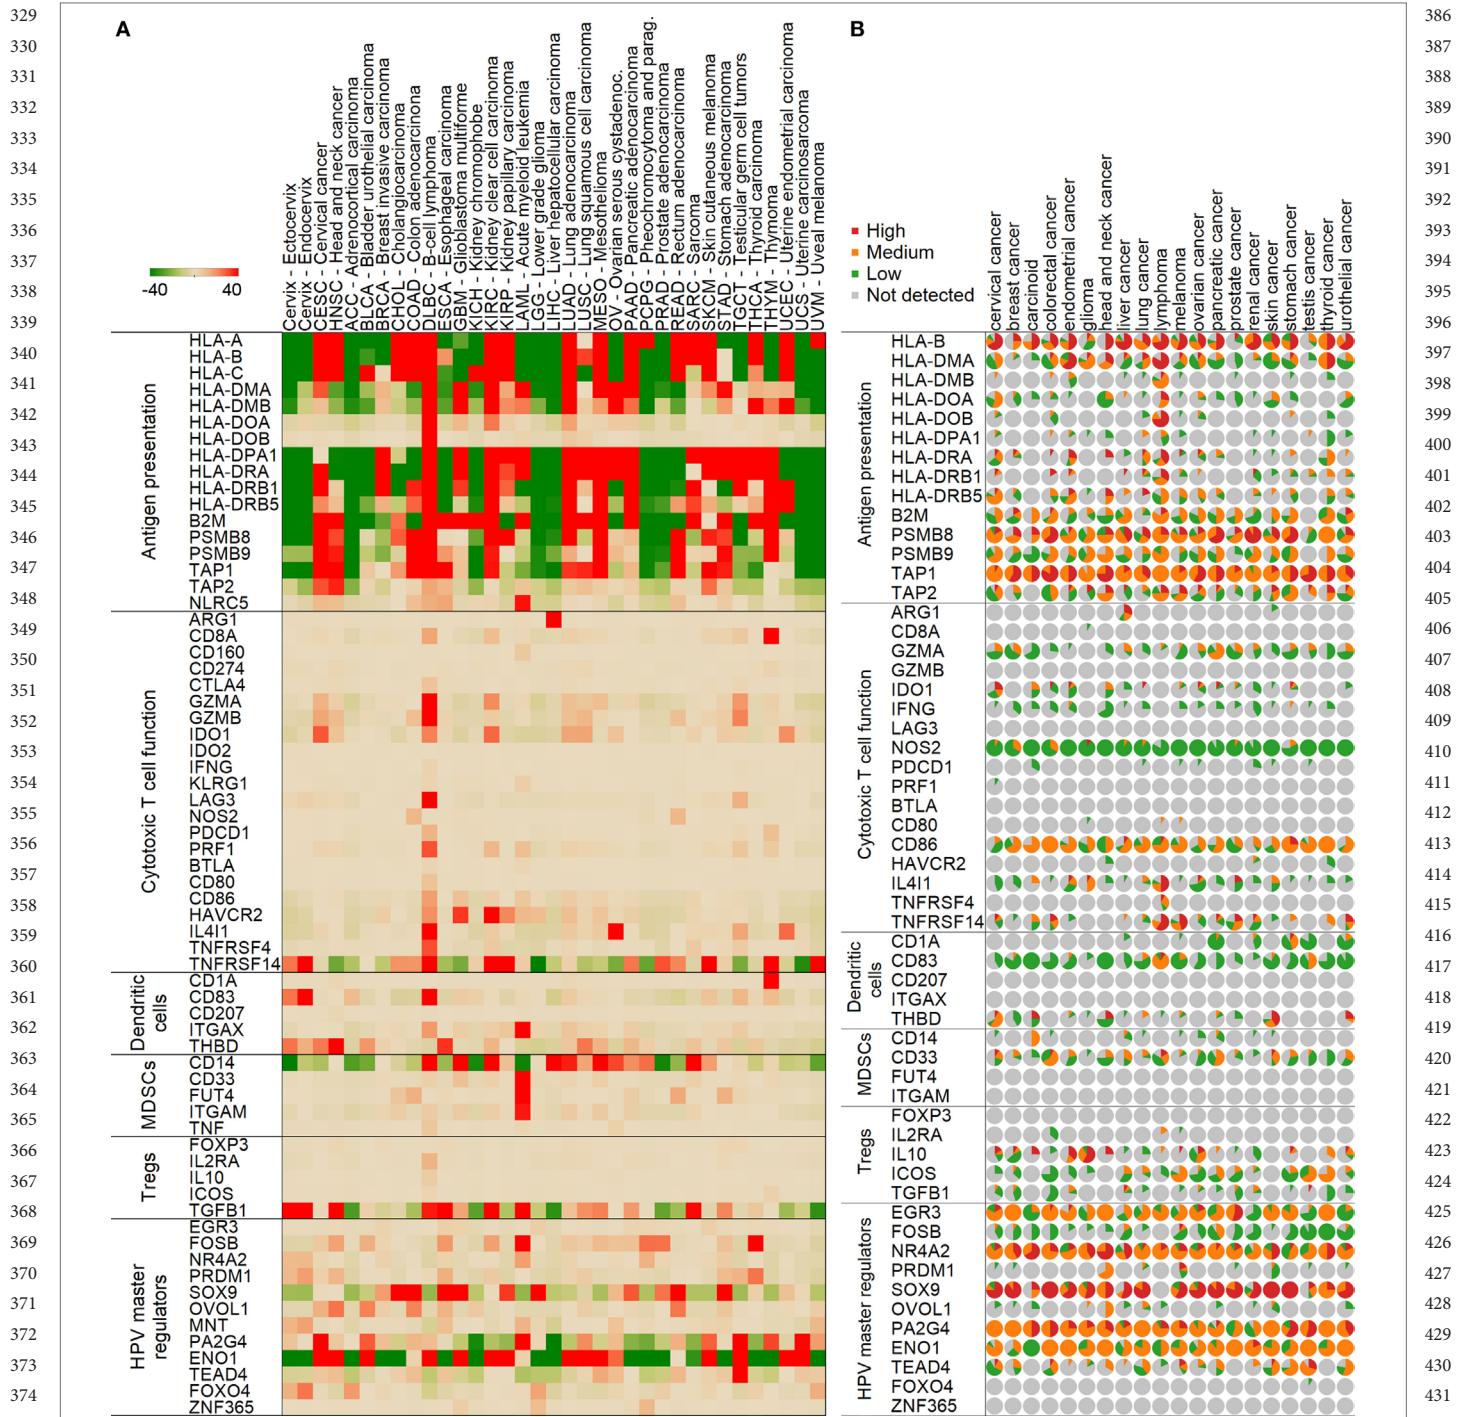 329
330
331
332
333
334
335
336
337
338
339
340
341
342
343
344
345
346
347
348
349
350
351
352
353
354
355
356
357
358
359
360
361
362
363
364
365
366
367
368
369
370
371
372
373
374
A
-40
40
Cervix - Ectocervix
Cervix - Endocervix
CESC - Cervical cancer
HNSC - Head and neck cancer
ACC - Adrenocortical carcinoma
BLCA - Bladder urothelial carcinoma
BRCA - Breast invasive carcinoma
CHOL - Cholangiocarcinoma
COAD - Colon adenocarcinona
DLBC - B-cell lymphoma
ESCA - Esophageal carcinoma
GBM - Glioblastoma multiforme
KICH - Kidney chromophobe
KIRC - Kidney clear cell carcinoma
KIRP - Kidney papillary carcinoma
LAML - Acute myeloid leukemia
LGG - Lower grade glioma
LIHC - Liver hepatocellular carcinoma
LUAD - Lung adenocarcinoma
LUSC - Lung squamous cell carcinoma
MESO - Mesothelioma
OV - Ovarian serous cystadenoc.
PAAD - Pancreatic adenocarcinoma
PCPG - Pheochromocytoma and parag.
PRAD - Prostate adenocarcinoma
READ - Rectum adenocarcinoma
SARC - Sarcoma
SKCM - Skin cutaneous melanoma
STAD - Stomach adenocarcinoma
TGCT - Testicular germ cell tumors
THCA - Thyroid carcinoma
THYM - Thymoma
UCEC - Uterine endometrial carcinoma
UCS - Uterine carcinosarcoma
UVM - Uveal melanoma
Antigen presentation
HLA-A
HLA-B
HLA-C
HLA-DMA
HLA-DMB
HLA-DOA
HLA-DOB
HLA-DPA1
HLA-DRA
HLA-DRB1
HLA-DRB5
B2M
PSMB8
PSMB9
TAP1
TAP2
NLRC5
Cytotoxic T cell function
ARG1
CD8A
CD160
CD274
CTLA4
GZMA
GZMB
IDO1
IDO2
IFNG
KLRG1
LAG3
NOS2
PDCD1
PRF1
BTLA
CD80
CD86
HAVCR2
IL4I1
TNFRSF4
TNFRSF14
Dendritic
cells
CD1A
CD83
CD207
ITGAX
THBD
MDSCs
CD14
CD33
FUT4
ITGAM
TNF
Tregs
FOXP3
IL2RA
IL10
ICOS
TGFB1
HPV master
regulators
EGR3
FOSB
NR4A2
PRDM1
SOX9
OVOL1
MNT
PA2G4
ENO1
TEAD4
FOXO4
ZNF365
B
High
Medium
Low
Not detected
cervical cancer
breast cancer
carcinoid
colorectal cancer
endometrial cancer
glioma
head and neck cancer
liver cancer
lung cancer
lymphoma
melanoma
ovarian cancer
pancreatic cancer
prostate cancer
renal cancer
skin cancer
stomach cancer
testis cancer
thyroid cancer
urothelial cancer
Antigen presentation
HLA-B
HLA-DMA
HLA-DMB
HLA-DOA
HLA-DOB
HLA-DPA1
HLA-DRA
HLA-DRB1
HLA-DRB5
B2M
PSMB8
PSMB9
TAP1
TAP2
Cytotoxic T cell function
ARG1
CD8A
GZMA
GZMB
IDO1
IFNG
LAG3
NOS2
PDCD1
PRF1
BTLA
CD80
CD86
HAVCR2
IL4I1
TNFRSF4
TNFRSF14
Dendritic
cells
CD1A
CD83
CD207
ITGAX
THBD
MDSCs
CD14
CD33
FUT4
ITGAM
Tregs
FOXP3
IL2RA
IL10
ICOS
TGFB1
HPV master regulators
EGR3
FOSB
NR4A2
PRDM1
SOX9
OVOL1
PA2G4
ENO1
TEAD4
FOXO4
ZNF365
386
387
388
389
390
391
392
393
394
395
396
397
398
399
400
401
402
403
404
405
406
407
408
409
410
411
412
413
414
415
416
417
418
419
420
421
422
423
424
425
426
427
428
429
430
431